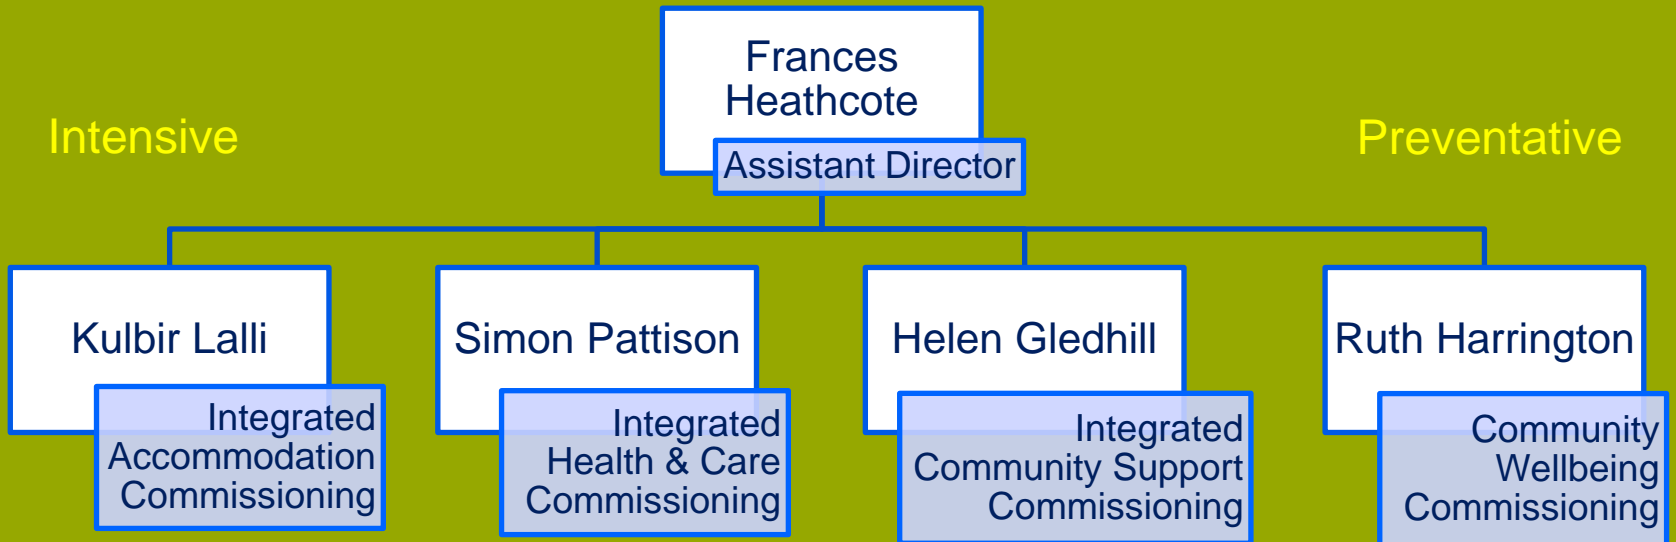 Frances
Heathcote
Assistant Director
Intensive
Preventative
Kulbir Lalli
Integrated
Accommodation
Commissioning
Simon Pattison
Integrated
Health & Care
Commissioning
Helen Gledhill
Integrated
Community Support
Commissioning
Ruth Harrington
Community
Wellbeing
Commissioning